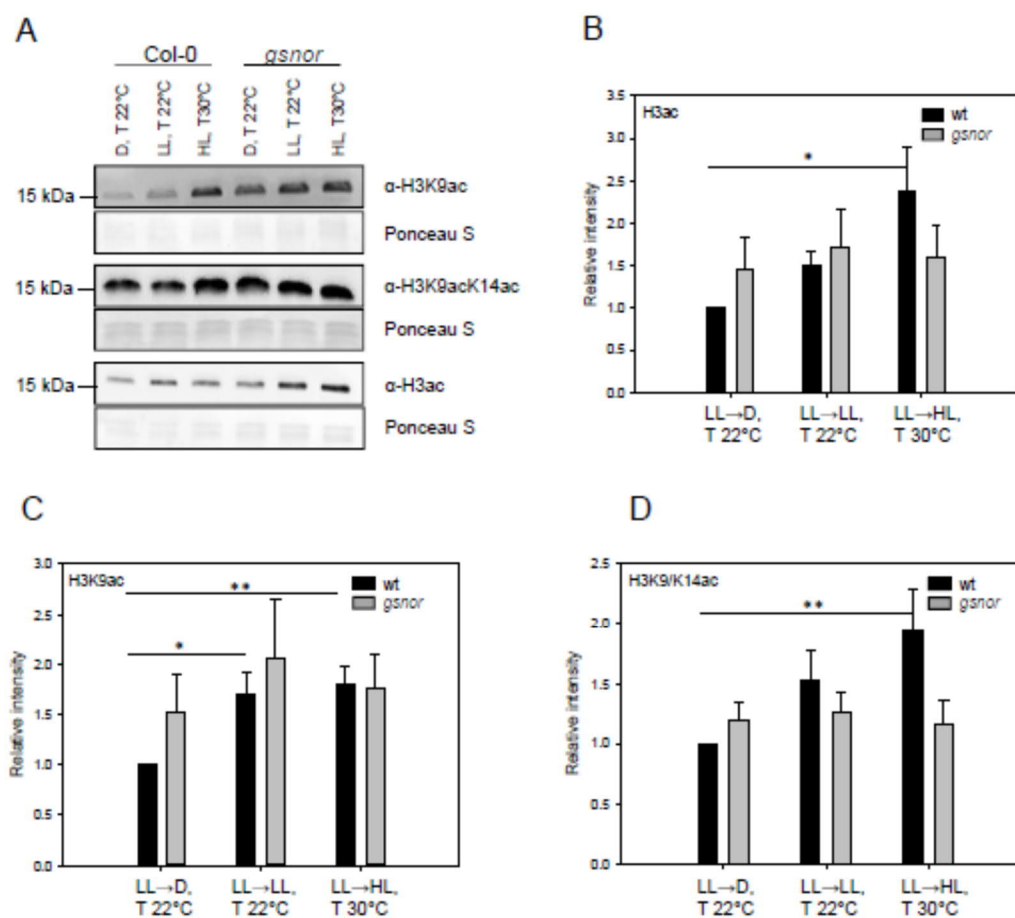 A
Col-0 gsnor
D, T 22°C
LL, T 22°C
HL, T30°C
D, T 22°C
LL, T 22°C
HL, T30°C
15 kDa
α-H3K9ac
Ponceau S
15 kDa
α-H3K9acK14ac
Ponceau S
15 kDa
α-H3ac
Ponceau S
B
H3ac
wt
gsnor
*
Relative intensity
3.5
3.0
2.5
2.0
1.5
1.0
0.5
0.0
LL→D, LL→LL, LL→HL,
T 22°C T 22°C T 30°C
C
H3K9ac
wt
gsnor
**
*
Relative intensity
3.0
2.5
2.0
1.5
1.0
0.5
0.0
LL→D, LL→LL, LL→HL,
T 22°C T 22°C T 30°C
D
H3K9/K14ac
wt
gsnor
**
Relative intensity
2.5
2.0
1.5
1.0
0.5
0.0
LL→D, LL→LL, LL→HL,
T 22°C T 22°C T 30°C